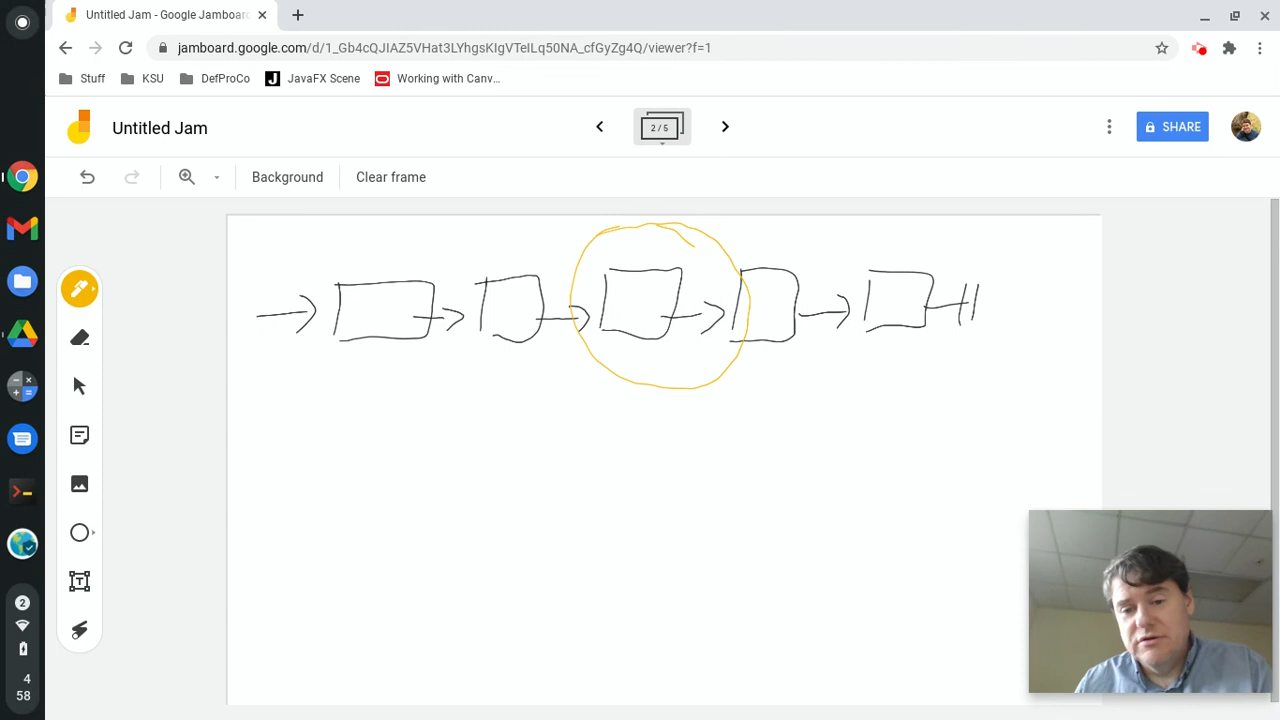 Untitled Jam - Google Jamboard
jamboard.google.com/d/1_Gb4cQJIAZ5VHat3LYhgsKIgVTeILq50NA_cfGyZg4Q/viewer?f=1
Stuff KSU DefProCo JavaFX Scene Working with Canv...
Untitled Jam 2 / 5 SHARE
Background Clear frame
2
4
58